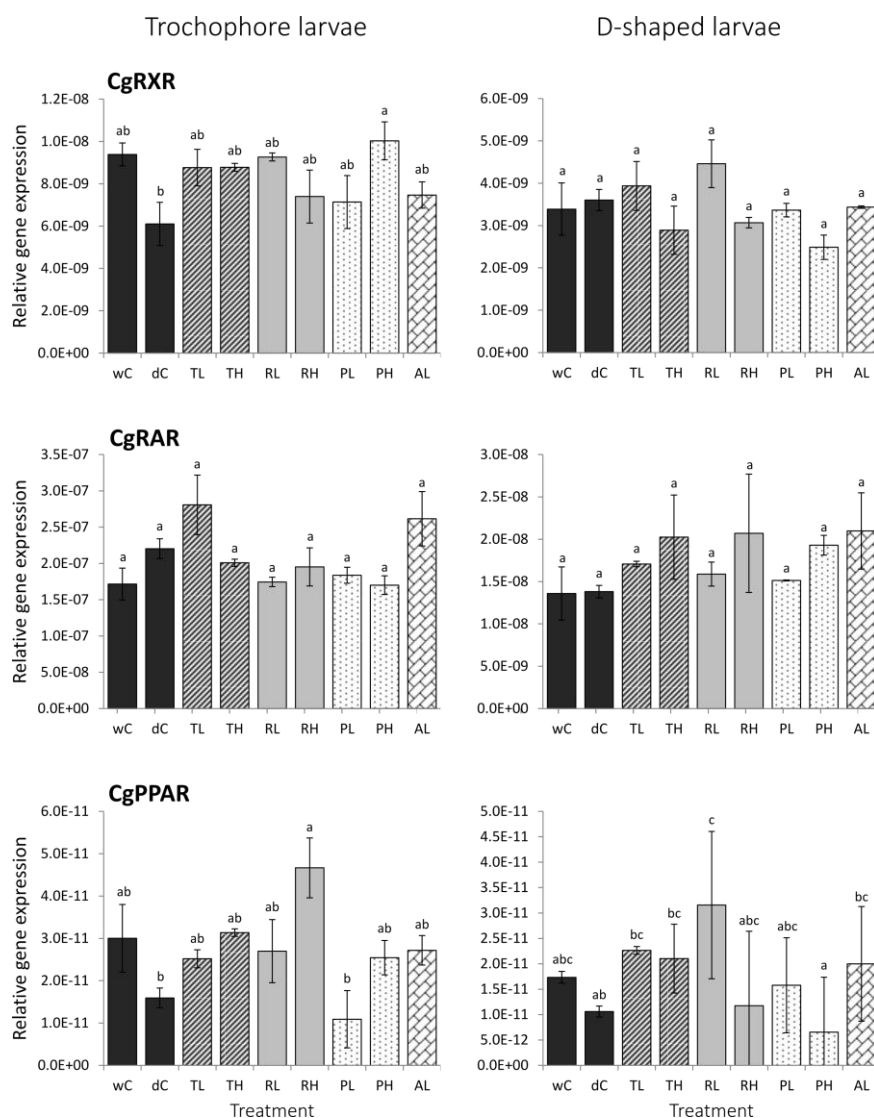 Trochophore larvae
D-shaped larvae
CgRXR
Relative gene expression
1.2E-08
1.0E-08
8.0E-09
6.0E-09
4.0E-09
2.0E-09
0.0E+00
ab b ab ab ab ab ab a ab
wC dC TL TH RL RH PL PH AL
6.0E-09
5.0E-09
4.0E-09
3.0E-09
2.0E-09
1.0E-09
0.0E+00
a a a a a a a a a
wC dC TL TH RL RH PL PH AL
CgRAR
Relative gene expression
3.5E-07
3.0E-07
2.5E-07
2.0E-07
1.5E-07
1.0E-07
5.0E-08
0.0E+00
a a a a a a a a a
wC dC TL TH RL RH PL PH AL
3.0E-08
2.5E-08
2.0E-08
1.5E-08
1.0E-08
5.0E-09
0.0E+00
a a a a a a a a a
wC dC TL TH RL RH PL PH AL
CgPPAR
Relative gene expression
6.0E-11
5.0E-11
4.0E-11
3.0E-11
2.0E-11
1.0E-11
0.0E+00
ab b ab ab ab a b ab ab
wC dC TL TH RL RH PL PH AL
Treatment
5.0E-11
4.5E-11
4.0E-11
3.5E-11
3.0E-11
2.5E-11
2.0E-11
1.5E-11
1.0E-11
5.0E-12
0.0E+00
abc ab bc bc c abc abc a bc
wC dC TL TH RL RH PL PH AL
Treatment